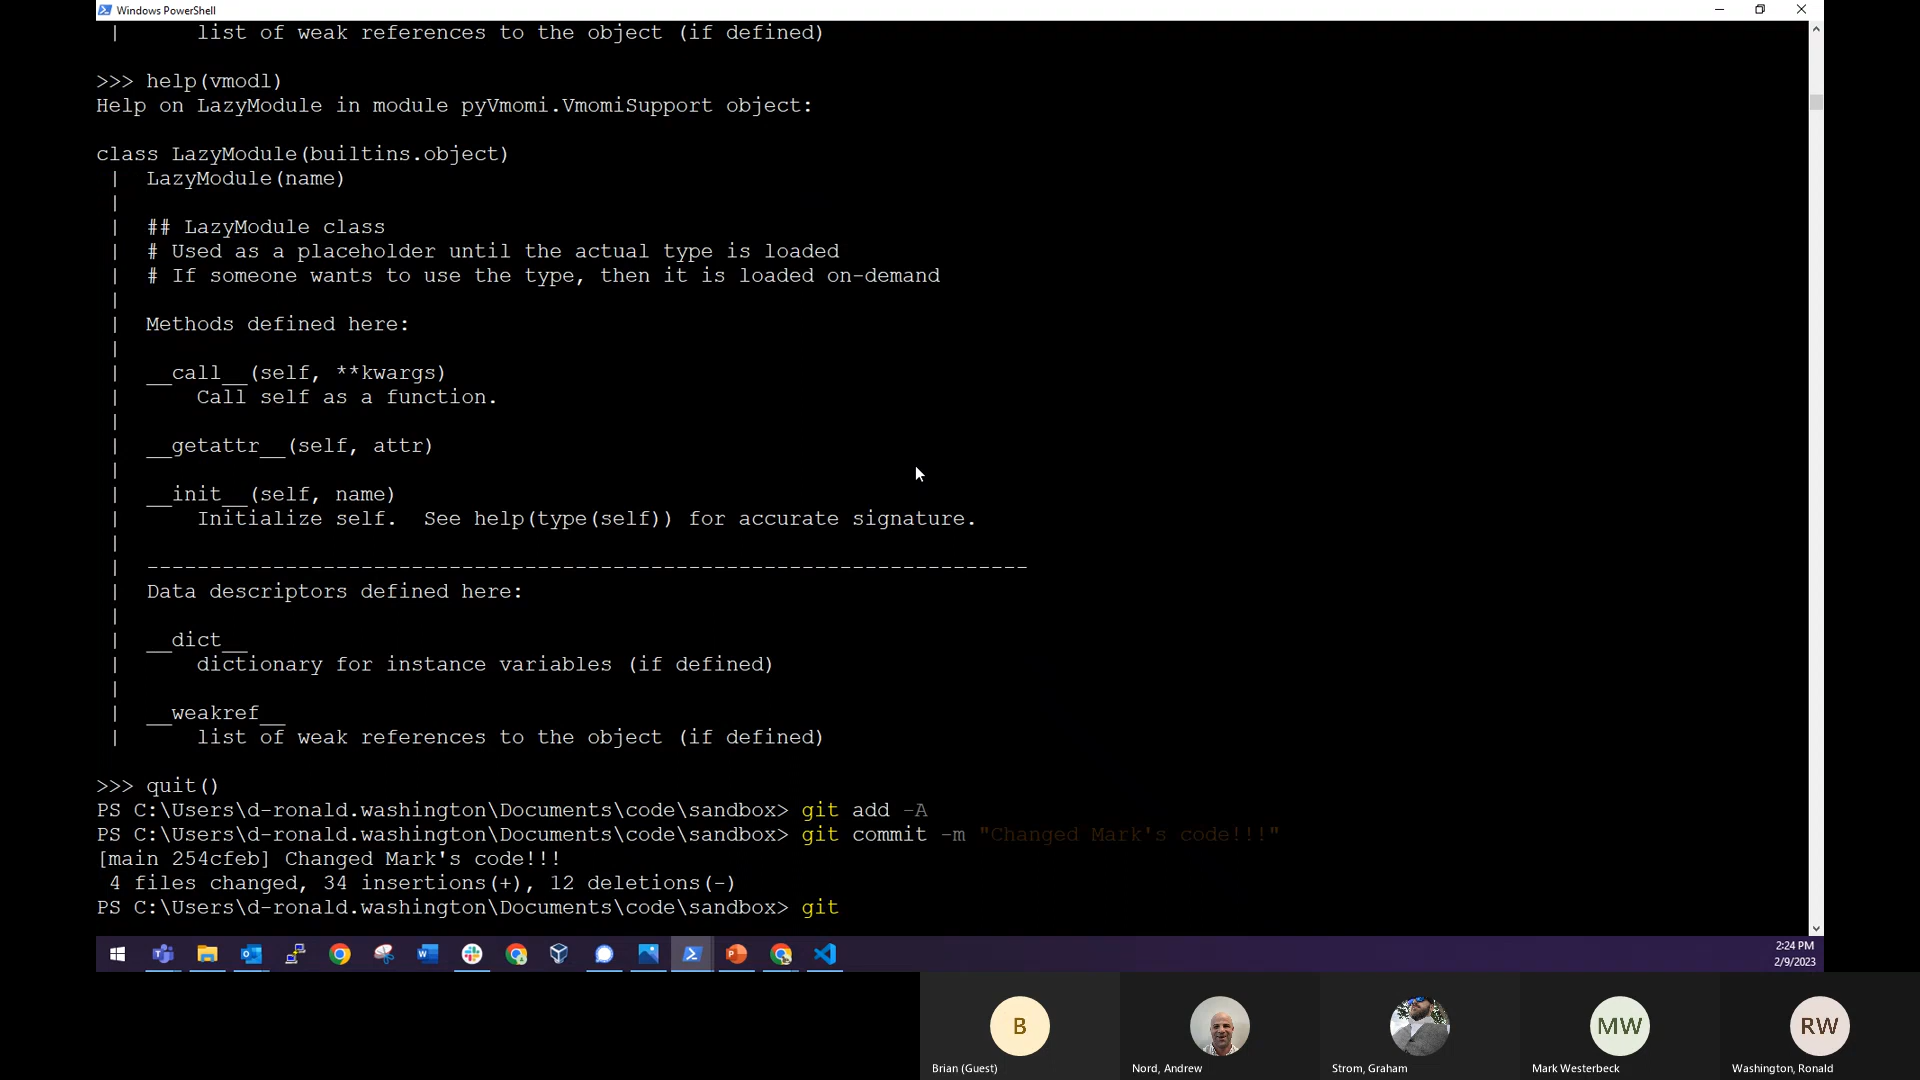 Windows PowerShell
|      list of weak references to the object (if defined)
>>> help(vmodl)
Help on LazyModule in module pyVmomi.VmomiSupport object:
class LazyModule(builtins.object)
|  LazyModule(name)
|
|  ## LazyModule class
|  # Used as a placeholder until the actual type is loaded
|  # If someone wants to use the type, then it is loaded on-demand
|
|  Methods defined here:
|
|  __call__(self, **kwargs)
|      Call self as a function.
|
|  __getattr__(self, attr)
|
|  __init__(self, name)
|      Initialize self.  See help(type(self)) for accurate signature.
|
|  ----------------------------------------------------------------------
|  Data descriptors defined here:
|
|  __dict__
|      dictionary for instance variables (if defined)
|
|  __weakref__
|      list of weak references to the object (if defined)
>>> quit()
PS C:\Users\d-ronald.washington\Documents\code\sandbox> git add -A
PS C:\Users\d-ronald.washington\Documents\code\sandbox> git commit -m "Changed Mark's code!!!"
[main 254cfeb] Changed Mark's code!!!
4 files changed, 34 insertions(+), 12 deletions(-)
PS C:\Users\d-ronald.washington\Documents\code\sandbox> git
2:24 PM
2/9/2023
B
MW
RW
Brian (Guest)
Nord, Andrew
Strom, Graham
Mark Westerbeck
Washington, Ronald